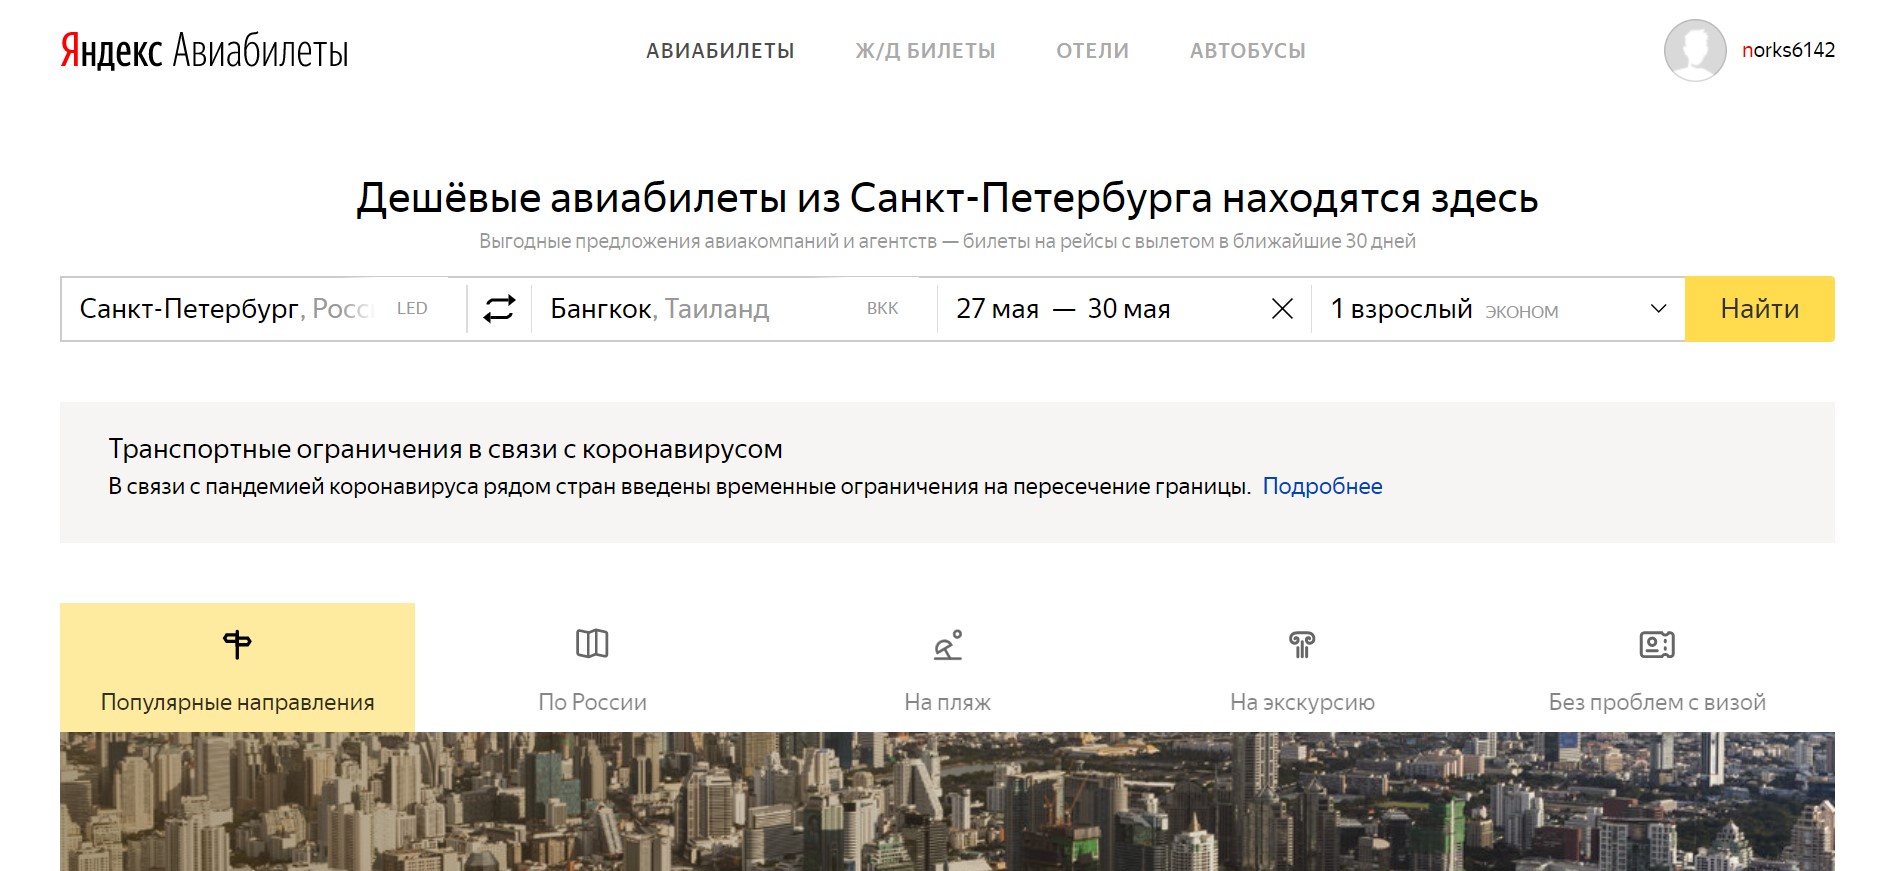 Яндекс Авиабилеты
АВИАБИЛЕТЫ Ж/Д БИЛЕТЫ ОТЕЛИ АВТОБУСЫ
norks6142
Дешёвые авиабилеты из Санкт-Петербурга находятся здесь
Выгодные предложения авиакомпаний и агентств — билеты на рейсы с вылетом в ближайшие 30 дней
Санкт-Петербург, Росс LED Бангкок, Таиланд BKK 27 мая — 30 мая 1 взрослый эконом Найти
Транспортные ограничения в связи с коронавирусом
В связи с пандемией коронавируса рядом стран введены временные ограничения на пересечение границы. Подробнее
Популярные направления По России На пляж На экскурсию Без проблем с визой